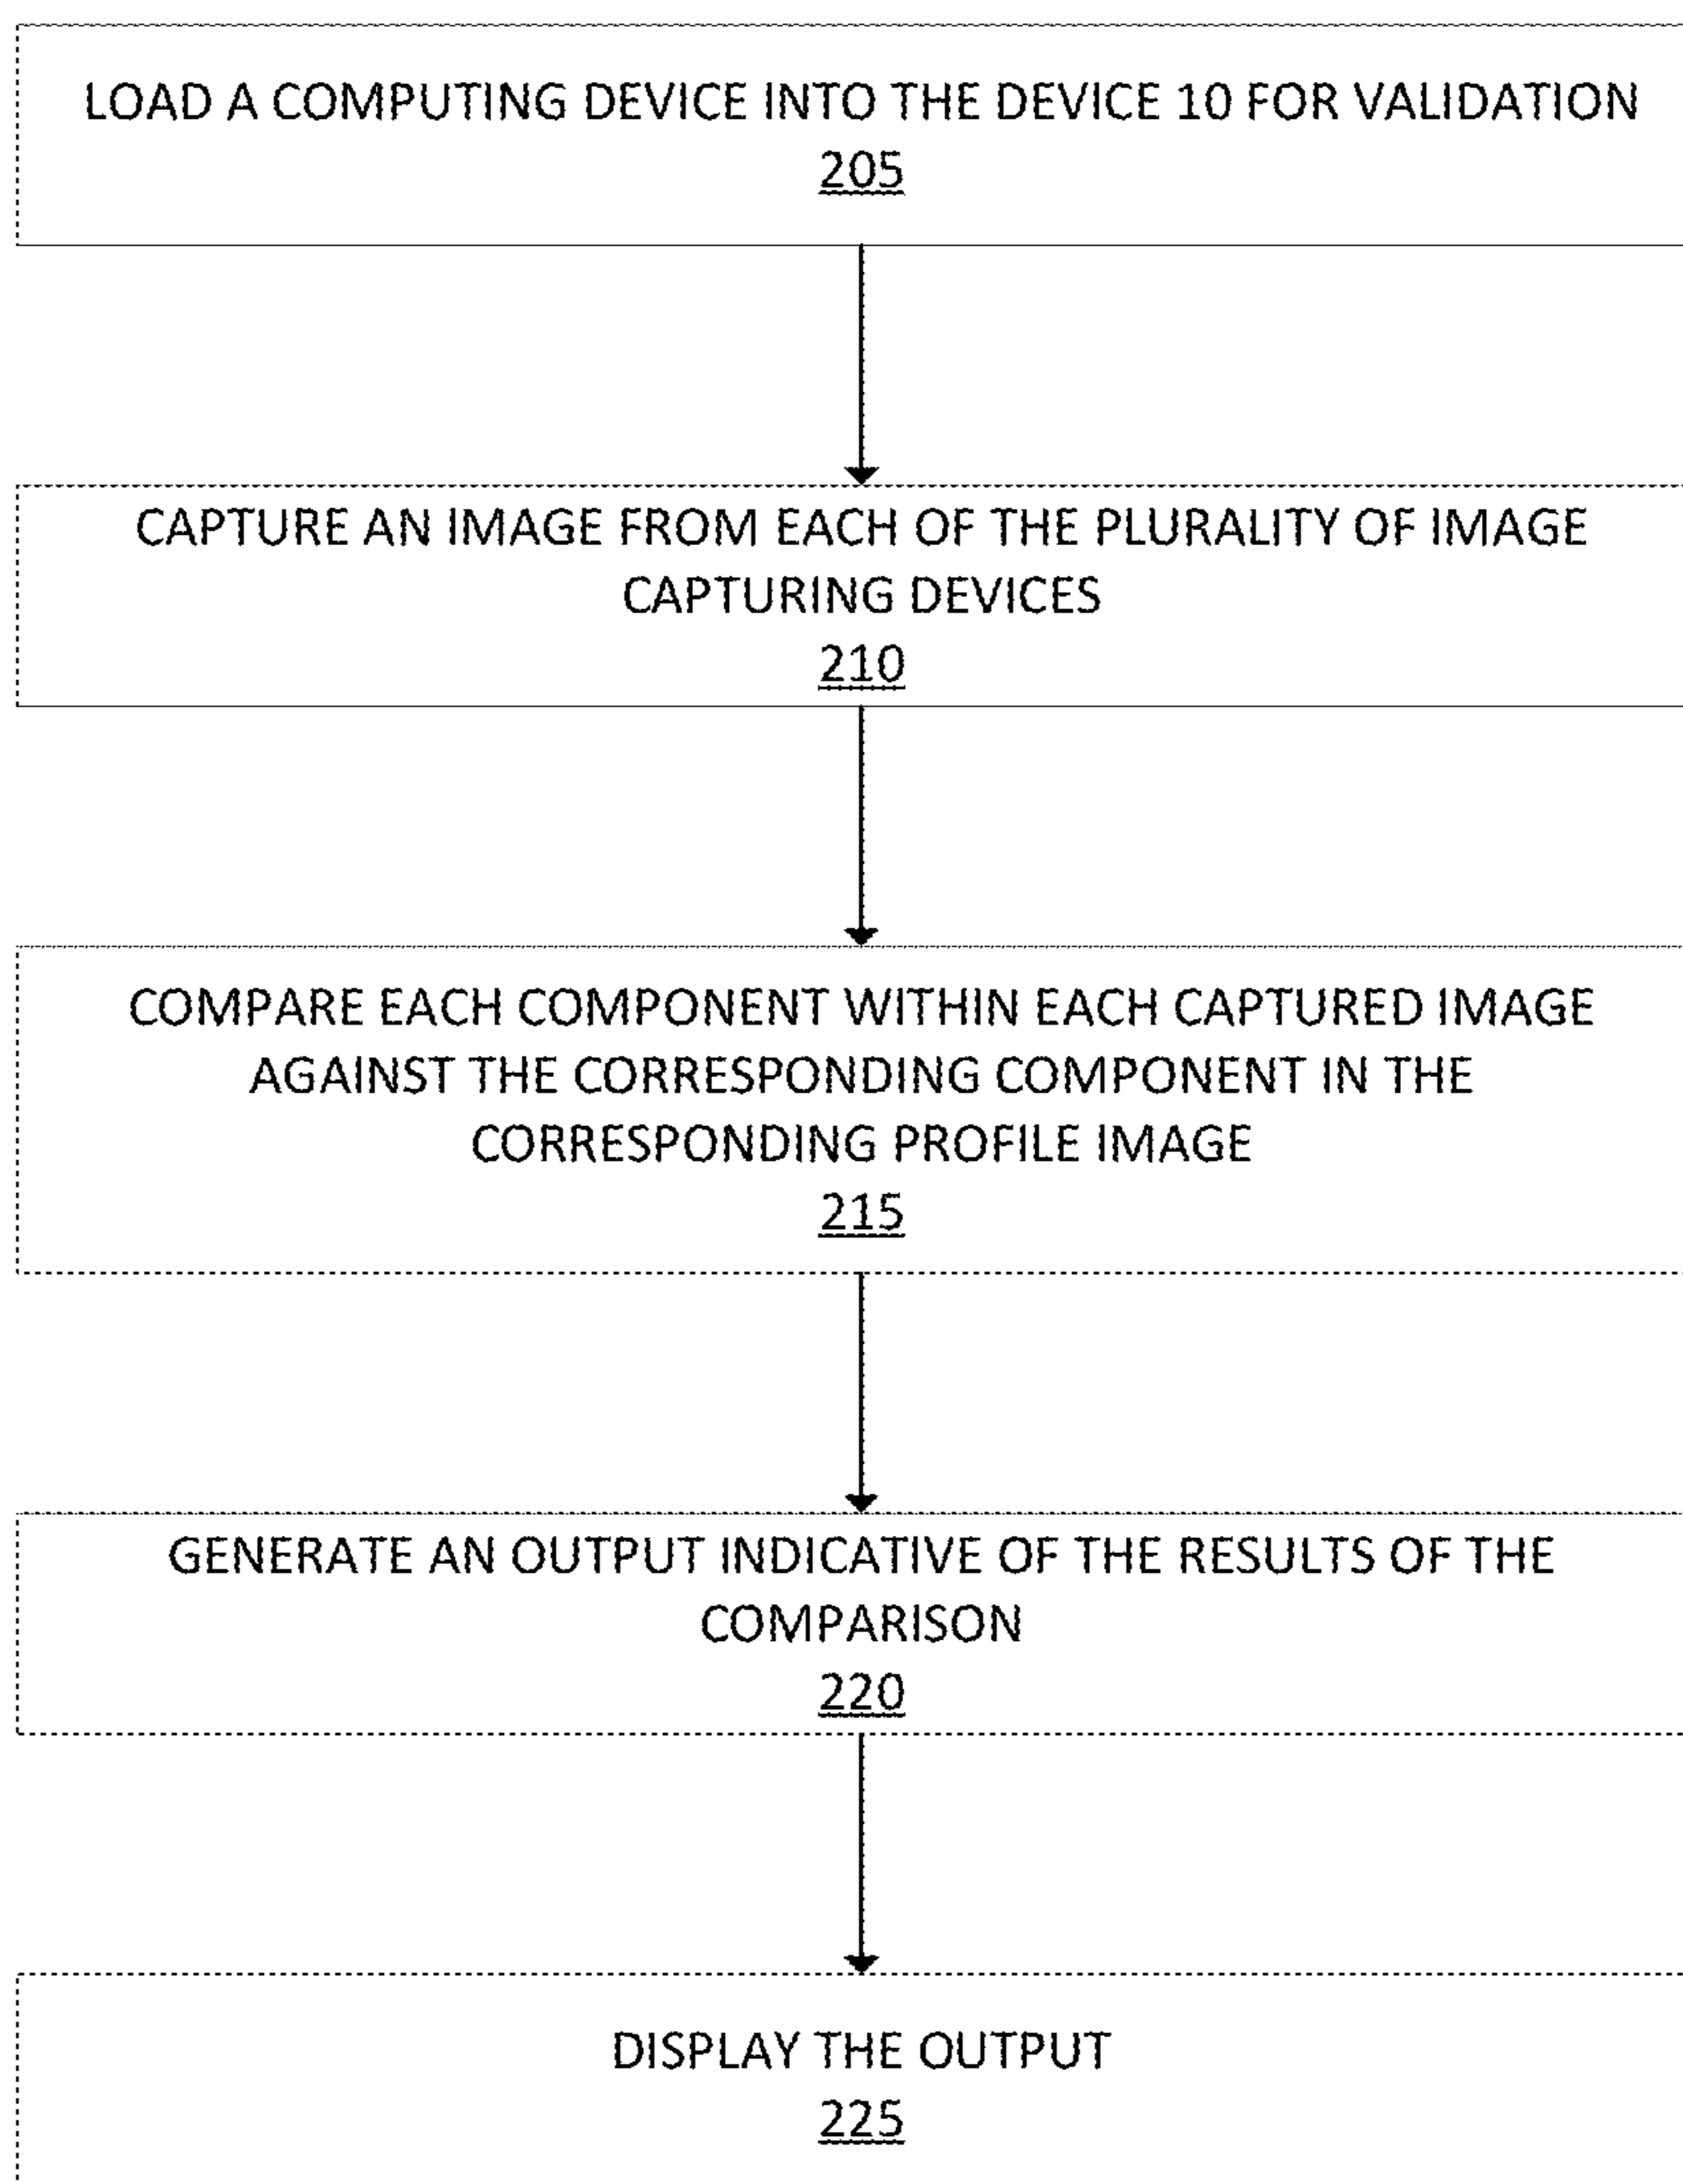 LOAD A COMPUTING DEVICE INTO THE DEVICE 10 FOR VALIDATION
205
CAPTURE AN IMAGE FROM EACH OF THE PLURALITY OF IMAGE
CAPTURING DEVICES
210
COMPARE EACH COMPONENT WITHIN EACH CAPTURED IMAGE
AGAINST THE CORRESPONDING COMPONENT IN THE
CORRESPONDING PROFILE IMAGE
215
GENERATE AN OUTPUT INDICATIVE OF THE RESULTS OF THE
COMPARISON
220
DISPLAY THE OUTPUT
225